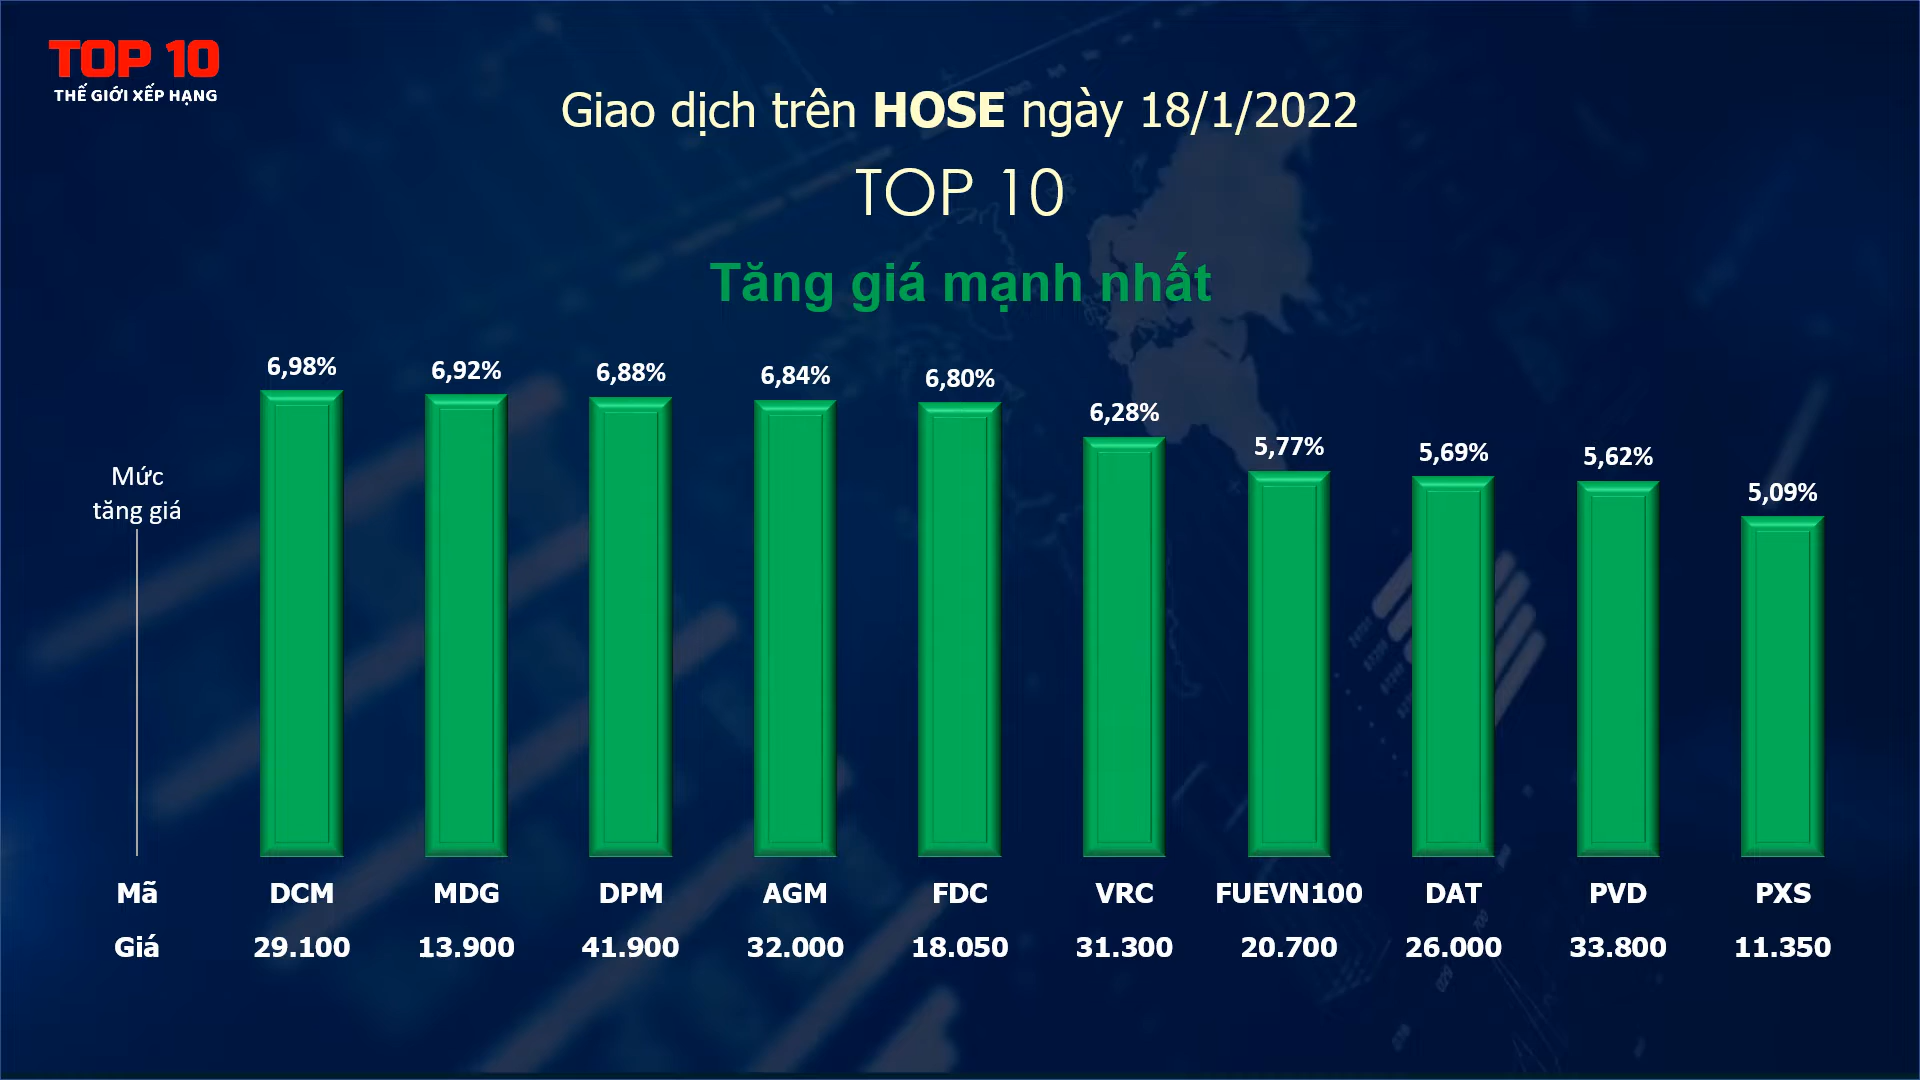 TOP 10
THẾ GIỚI XẾP HẠNG
Giao dịch trên HOSE ngày 18/1/2022
TOP 10
Tăng giá mạnh nhất
6,98% 6,92% 6,88% 6,84% 6,80% 6,28% 5,77% 5,69% 5,62% 5,09%
Mức
tăng giá
Mã DCM MDG DPM AGM FDC VRC FUEVN100 DAT PVD PXS
Giá 29.100 13.900 41.900 32.000 18.050 31.300 20.700 26.000 33.800 11.350